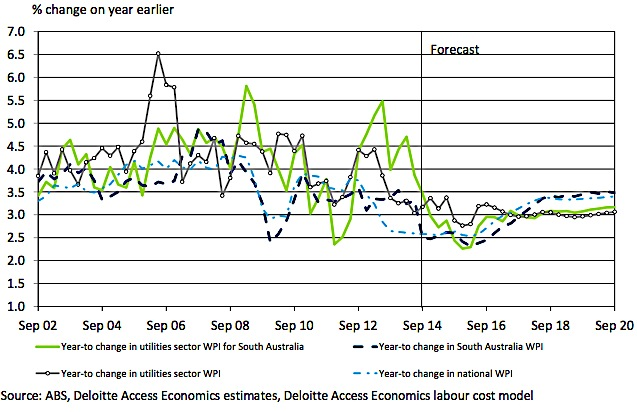 % change on year earlier
7.0
6.5
6.0
5.5
5.0
4.5
4.0
3.5
3.0
2.5
2.0
1.5
1.0
Forecast
Sep 02 Sep 04 Sep 06 Sep 08 Sep 10 Sep 12 Sep 14 Sep 16 Sep 18 Sep 20
Year-to change in utilities sector WPI for South Australia Year-to change in South Australia WPI
Year-to change in utilities sector WPI Year-to change in national WPI
Source: ABS, Deloitte Access Economics estimates, Deloitte Access Economics labour cost model